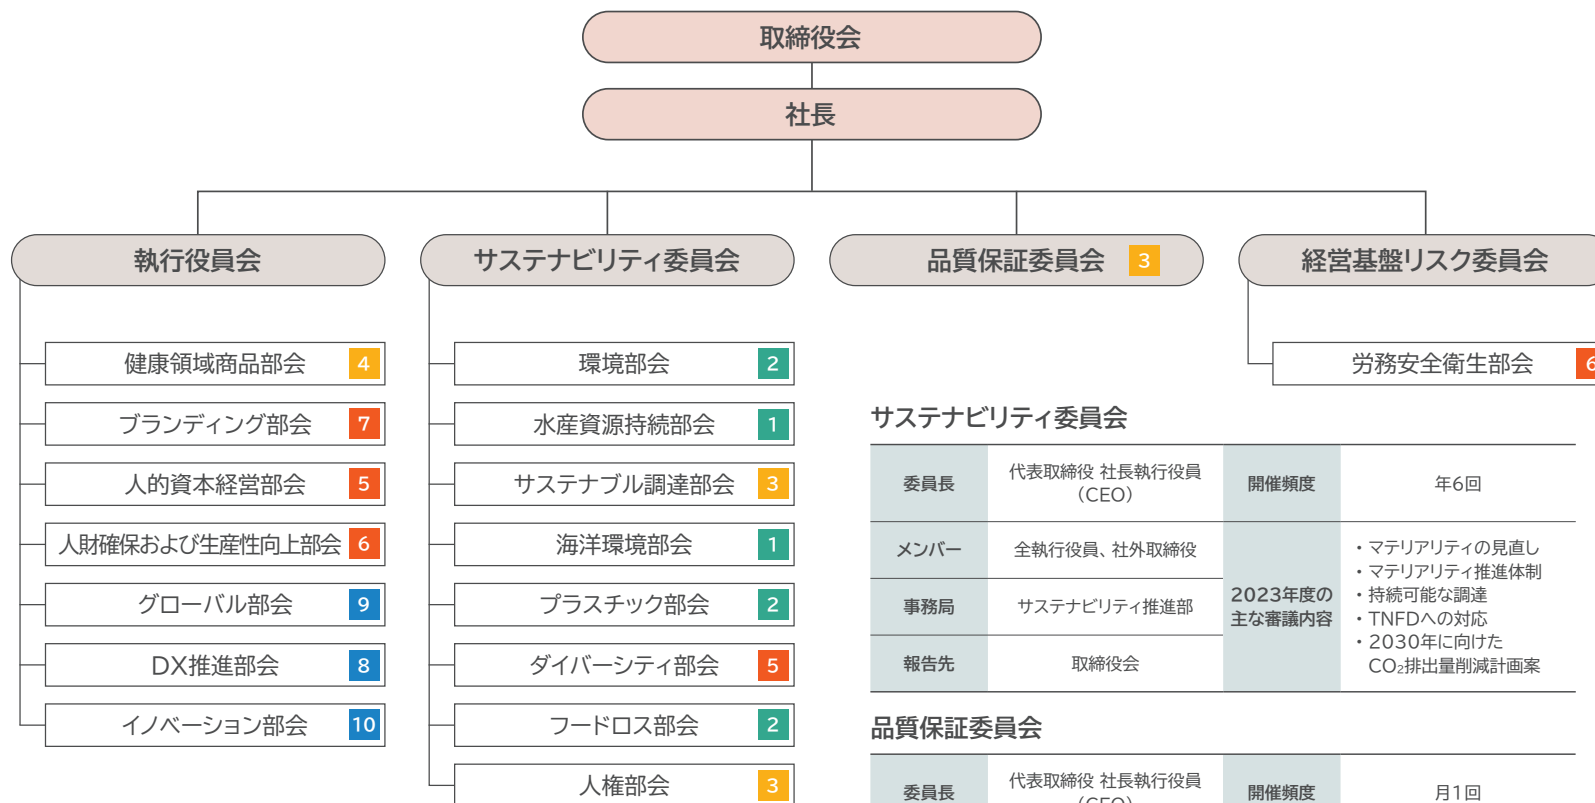 取締役会
社長
執行役員会
サステナビリティ委員会
品質保証委員会 3
経営基盤リスク委員会
健康領域商品部会 4
ブランディング部会 7
人的資本経営部会 5
人財確保および生産性向上部会 6
グローバル部会 9
DX推進部会 8
イノベーション部会 10
環境部会 2
水産資源持続部会 1
サステナブル調達部会 3
海洋環境部会 1
プラスチック部会 2
ダイバーシティ部会 5
フードロス部会 2
人権部会 3
労務安全衛生部会 6
サステナビリティ委員会
委員長
代表取締役 社長執行役員
（CEO）
開催頻度
年6回
メンバー
全執行役員、社外取締役
事務局
サステナビリティ推進部
報告先
取締役会
2023年度の
主な審議内容
・マテリアリティの見直し
・マテリアリティ推進体制
・持続可能な調達
・TNFDへの対応
・2030年に向けた
CO₂排出量削減計画案
品質保証委員会
委員長
代表取締役 社長執行役員
（CEO）
開催頻度
月1回